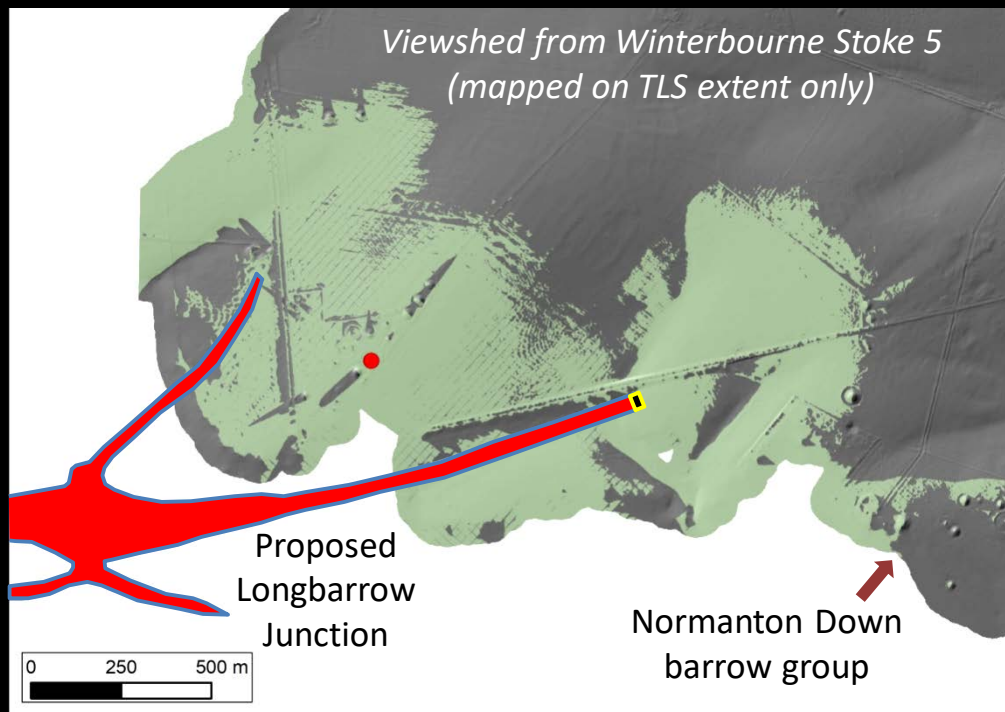 Viewshed from Winterbourne Stoke 5
(mapped on TLS extent only)
Proposed
Longbarrow
Junction
Normanton Down
barrow group
0 250 500 m